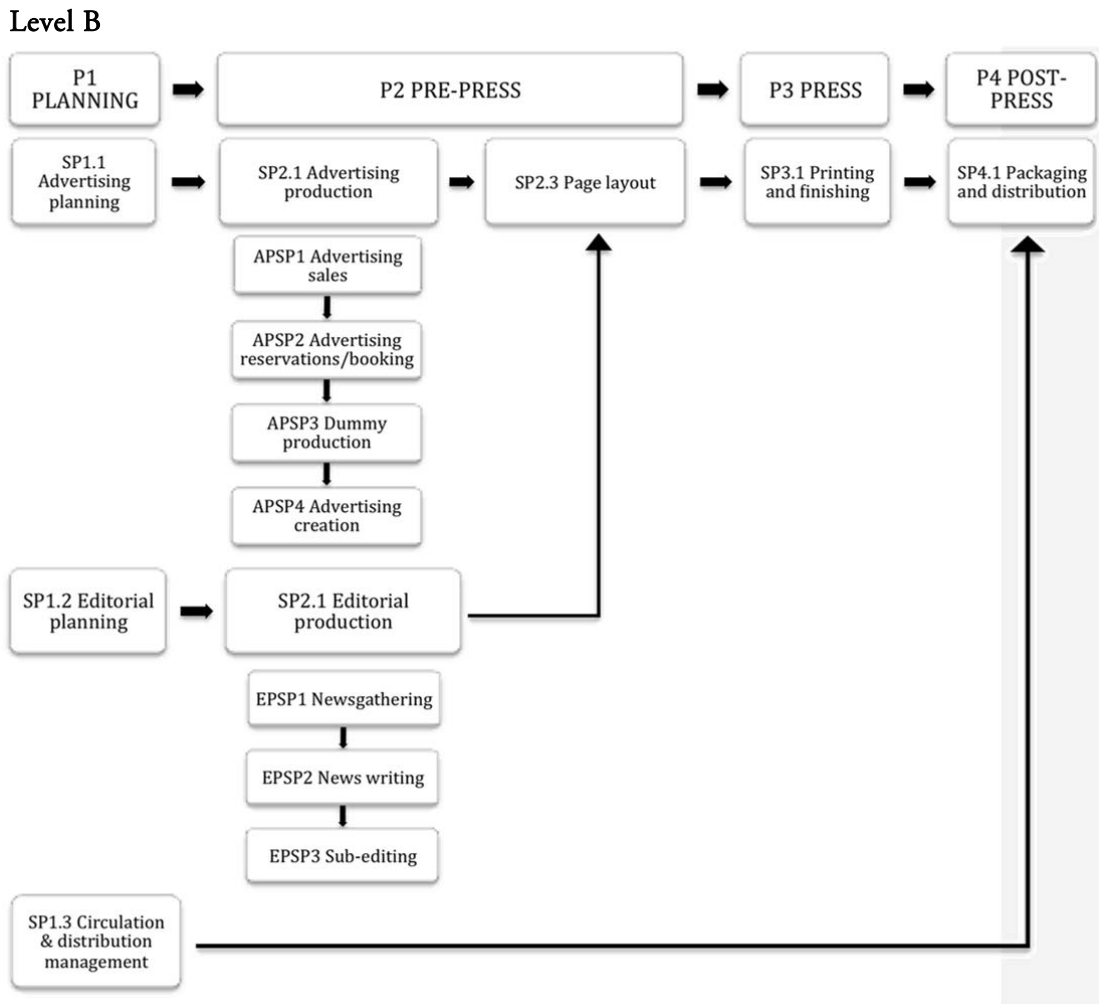 Level B
P1
PLANNING
P2 PRE-PRESS
P3 PRESS
P4 POST-
PRESS
SP1.1
Advertising
planning
SP2.1 Advertising
production
SP2.3 Page layout
SP3.1 Printing
and finishing
SP4.1 Packaging
and distribution
APSP1 Advertising
sales
APSP2 Advertising
reservations/booking
APSP3 Dummy
production
APSP4 Advertising
creation
SP1.2 Editorial
planning
SP2.1 Editorial
production
EPSP1 Newsgathering
EPSP2 News writing
EPSP3 Sub-editing
SP1.3 Circulation
& distribution
management